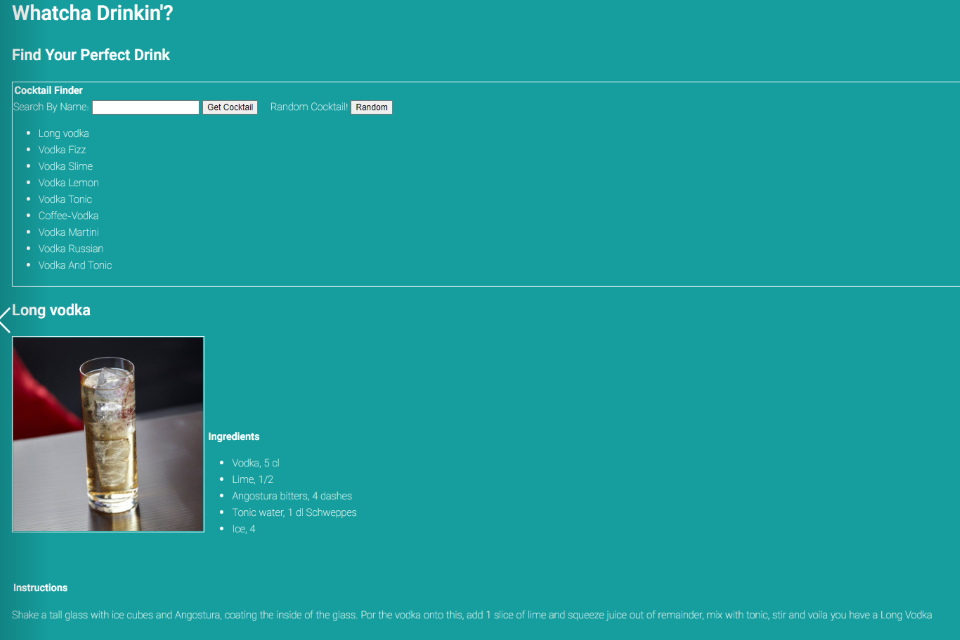 Whatcha Drinkin'?
Find Your Perfect Drink
Cocktail Finder
Search By Name: Get Cocktail Random Cocktail! Random
Long vodka
Vodka Fizz
Vodka Slime
Vodka Lemon
Vodka Tonic
Coffee-Vodka
Vodka Martini
Vodka Russian
Vodka And Tonic
Long vodka
Ingredients
Vodka, 5 cl
Lime, 1/2
Angostura bitters, 4 dashes
Tonic water, 1 dl Schweppes
Ice, 4
Instructions
Shake a tall glass with ice cubes and Angostura, coating the inside of the glass. Por the vodka onto this, add 1 slice of lime and squeeze juice out of remainder, mix with tonic, stir and voila you have a Long Vodka